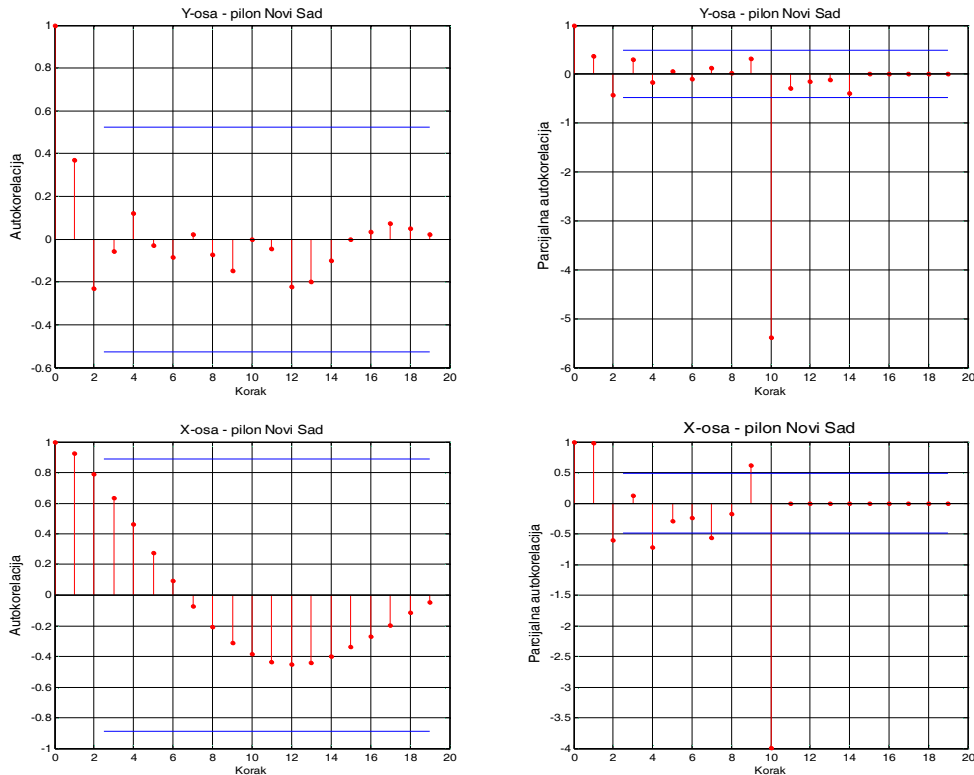 Y-osa - pilon Novi Sad
Autokorelacija
1
0.8
0.6
0.4
0.2
0
-0.2
-0.4
-0.6
0 2 4 6 8 10 12 14 16 18 20
Korak
Y-osa - pilon Novi Sad
Parcijalna autokorelacija
1
0
-1
-2
-3
-4
-5
-6
0 2 4 6 8 10 12 14 16 18 20
Korak
X-osa - pilon Novi Sad
Autokorelacija
1
0.8
0.6
0.4
0.2
0
-0.2
-0.4
-0.6
-0.8
-1
0 2 4 6 8 10 12 14 16 18 20
Korak
X-osa - pilon Novi Sad
Parcijalna autokorelacija
1
0.5
0
-0.5
-1
-1.5
-2
-2.5
-3
-3.5
-4
0 2 4 6 8 10 12 14 16 18 20
Korak